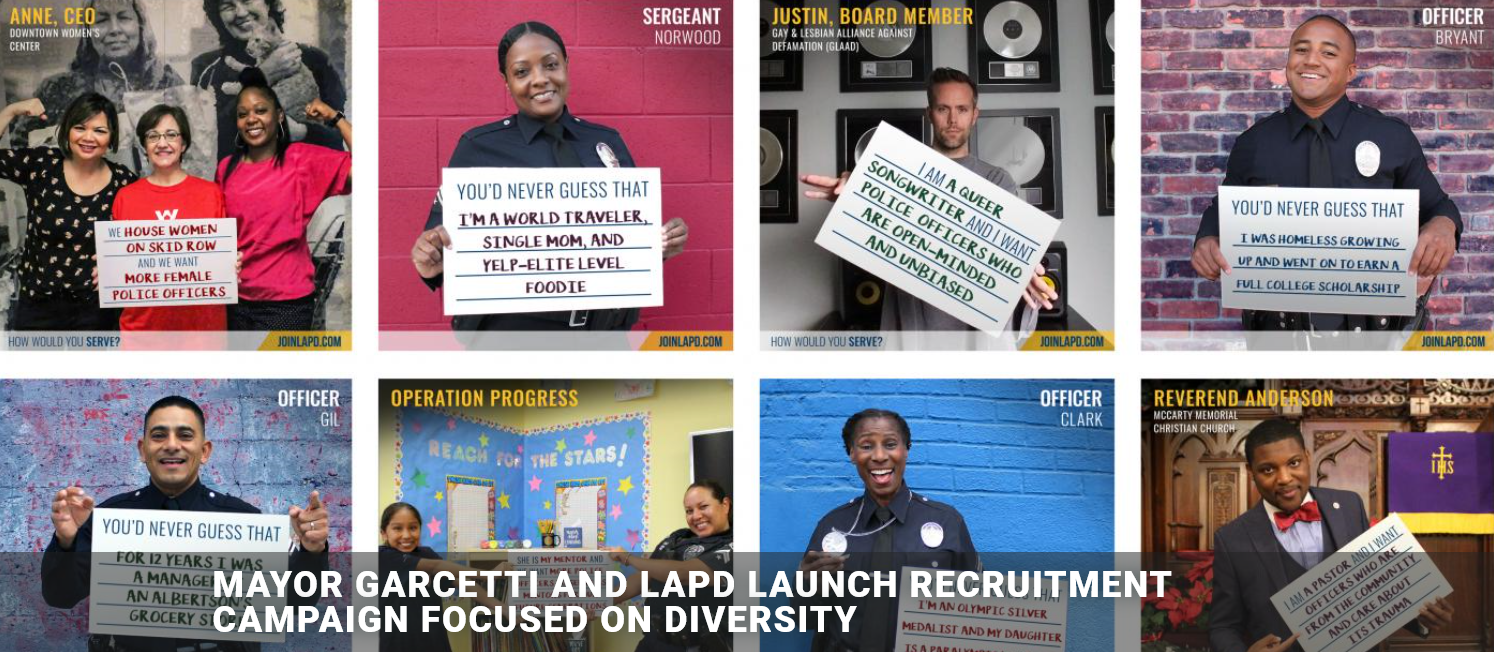 ANNE, CEO
DOWNTOWN WOMEN'S
CENTER
WE HOUSE WOMEN
ON SKID ROW
AND WE WANT
MORE FEMALE
POLICE OFFICERS
HOW WOULD YOU SERVE?
JOINLAPD.COM
SERGEANT
NORWOOD
YOU'D NEVER GUESS THAT
I'M A WORLD TRAVELER,
SINGLE MOM, AND
YELP-ELITE LEVEL
FOODIE
JUSTIN, BOARD MEMBER
GAY & LESBIAN ALLIANCE AGAINST
DEFAMATION (GLAAD)
I AM A QUEER
SONGWRITER AND I WANT
POLICE OFFICERS WHO
ARE OPEN-MINDED
AND UNBIASED
HOW WOULD YOU SERVE?
JOINLAPD.COM
OFFICER
BRYANT
YOU'D NEVER GUESS THAT
I WAS HOMELESS GROWING
UP AND WENT ON TO EARN A
FULL COLLEGE SCHOLARSHIP
JOINLAPD.COM
OFFICER
GIL
YOU'D NEVER GUESS THAT
FOR 12 YEARS I WAS
A MANAGER
AN ALBERTSON'S
GROCERY
OPERATION PROGRESS
REACH FOR THE STARS!
SHE IS MY MENTOR AND
OFFICER
CLARK
THAT
I'M AN OLYMPIC SILVER
MEDALIST AND MY DAUGHTER
IS A
REVEREND ANDERSON
MCCARTY MEMORIAL
CHRISTIAN CHURCH
IHS
I AM A PASTOR AND I WANT
OFFICERS WHO ARE
FROM THE COMMUNITY
AND CARE ABOUT
ITS TRAUMA
MAYOR GARCETTI AND LAPD LAUNCH RECRUITMENT
CAMPAIGN FOCUSED ON DIVERSITY